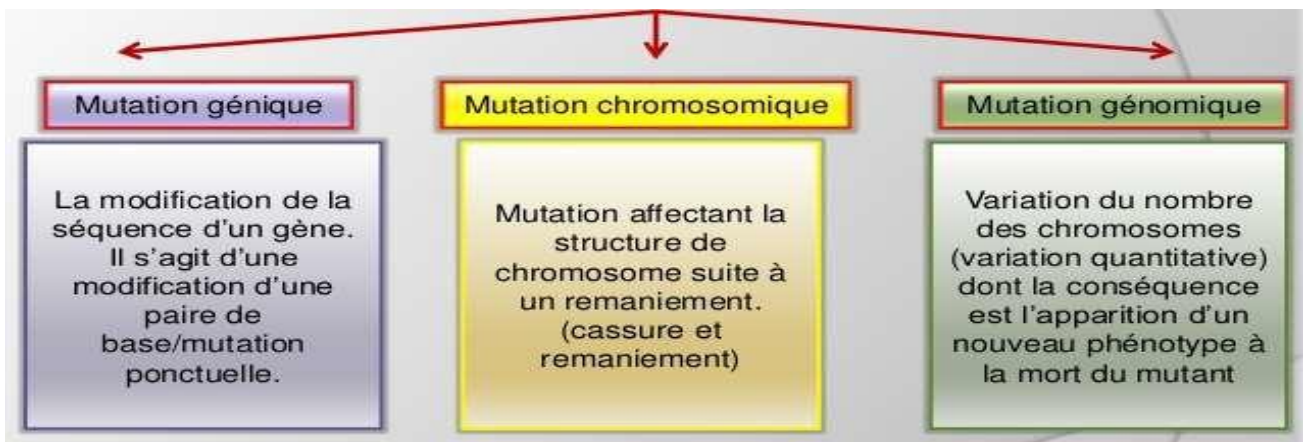 Mutation génique
La modification de la
séquence d'un gène.
Il s'agit d'une
modification d'une
paire de
base/mutation
ponctuelle.
Mutation chromosomique
Mutation affectant la
structure de
chromosome suite à
un remaniement.
(cassure et
remaniement)
Mutation génomique
Variation du nombre
des chromosomes
(variation quantitative)
dont la conséquence
est l'apparition d'un
nouveau phénotype à
la mort du mutant